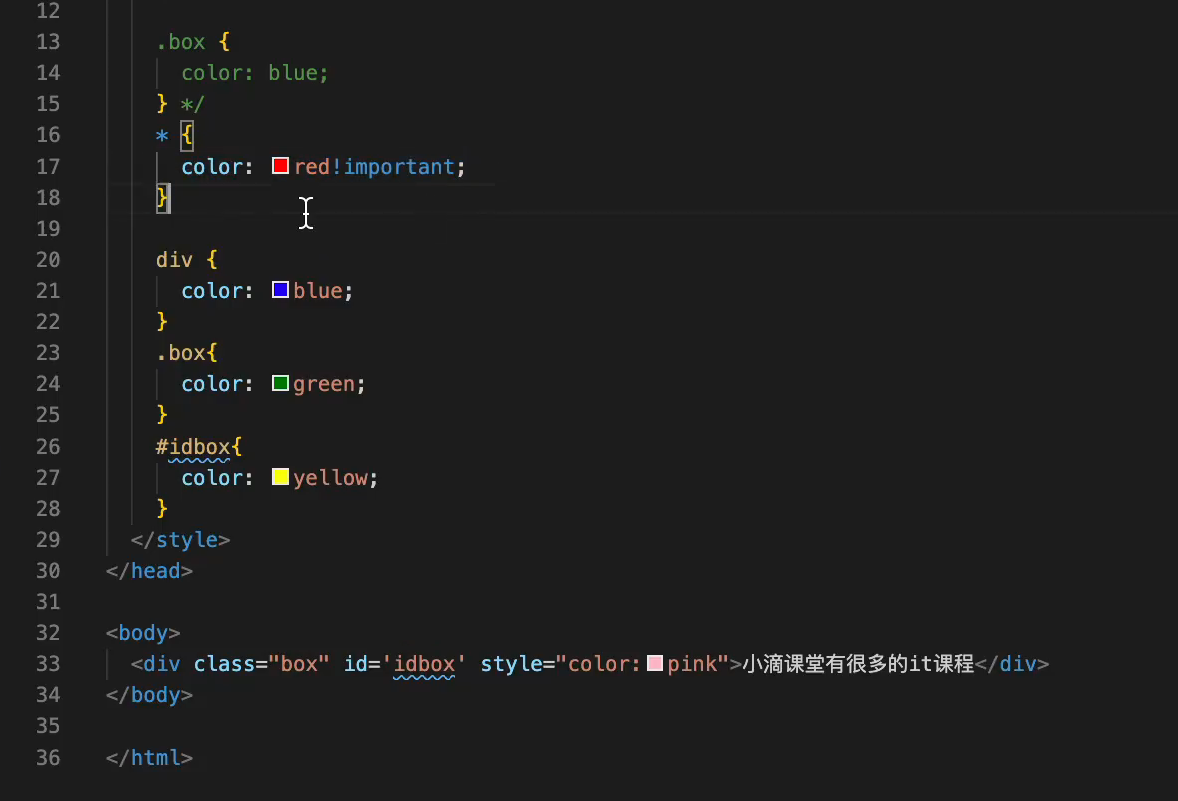 12
13 .box {
14 color: blue;
15 } */
16 * {
17 color: red!important;
18 }
19
20 div {
21 color: blue;
22 }
23 .box{
24 color: green;
25 }
26 #idbox{
27 color: yellow;
28 }
29 </style>
30 </head>
31
32 <body>
33 <div class="box" id='idbox' style="color:pink">小滴课堂有很多的it课程</div>
34 </body>
35
36 </html>